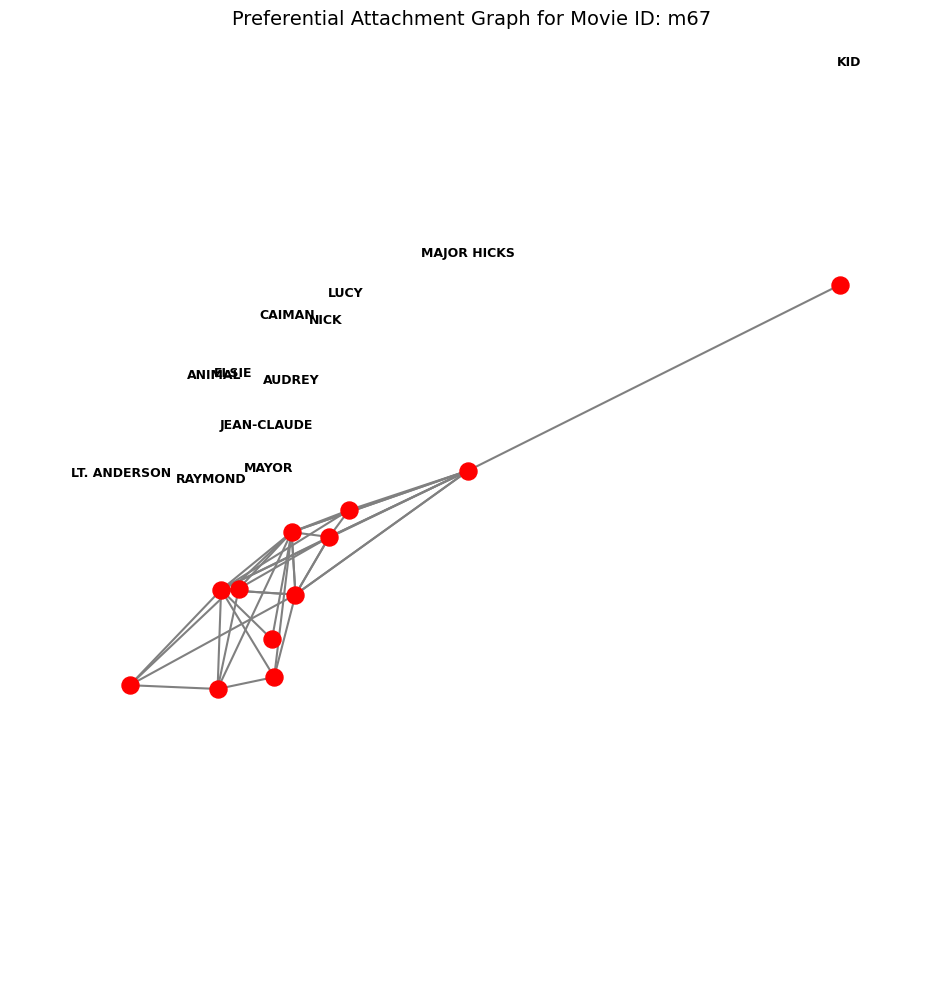 Preferential Attachment Graph for Movie ID: m67
KID
MAJOR HICKS
LUCY
CAIMAN
NICK
ELSIE
ANIMAL
AUDREY
JEAN-CLAUDE
MAYOR
LT. ANDERSON
RAYMOND